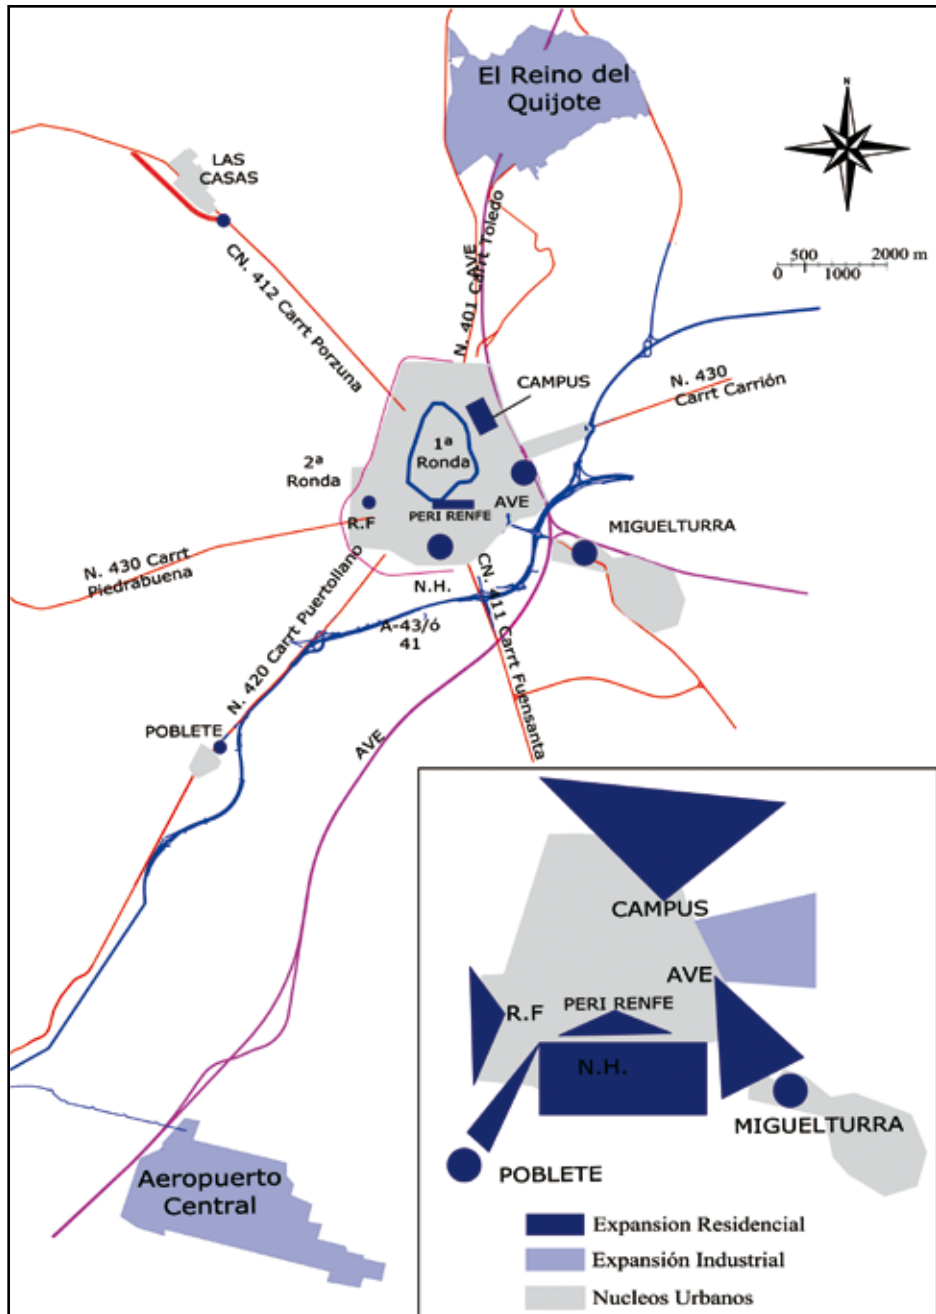 El Reino del
Quijote
N
LAS
CASAS
500
2000 m
0
1000
CN. 412 Carrt Porzuna
N. 401 Carrt Toledo
AVE
N. 430
Carrt Carrión
CAMPUS
1ª
Ronda
2ª
Ronda
R.F
PERI RENFE
AVE
MIGUELTURRA
N. 430 Carrt
Piedrabuena
N.H.
A-43/ó
41
CN. 411 Carrt Fuensanta
N. 420 Carrt Puertollano
POBLETE
AVE
Aeropuerto
Central
CAMPUS
AVE
R.F
PERI RENFE
N.H.
MIGUELTURRA
POBLETE
Expansion Residencial
Expansión Industrial
Nucleos Urbanos